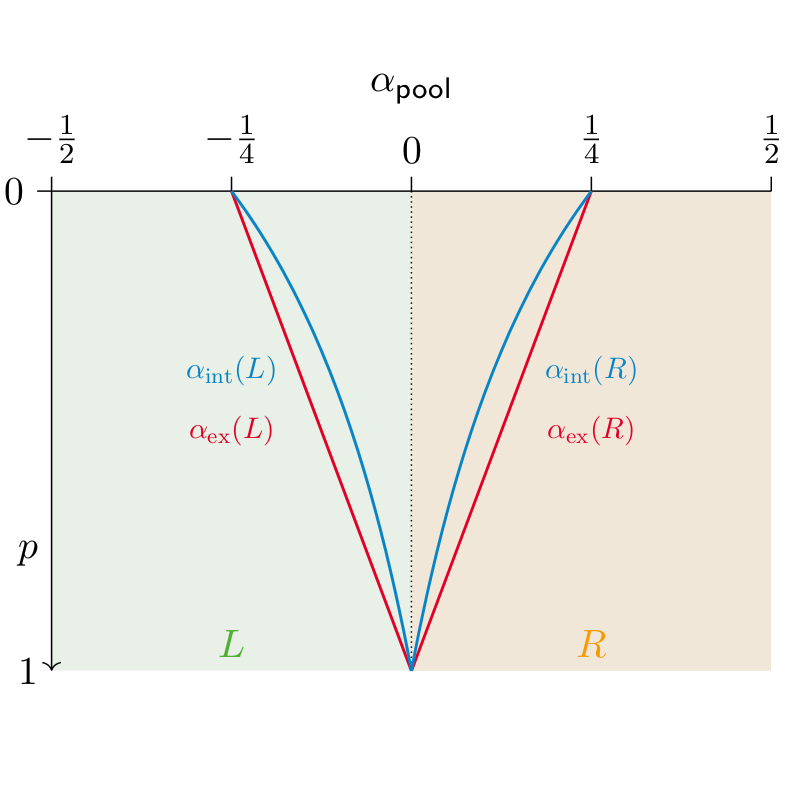 α_pool
−1/2 −1/4 0 1/4 1/2
0
α_int(L) α_int(R)
α_ex(L) α_ex(R)
p
L R
1